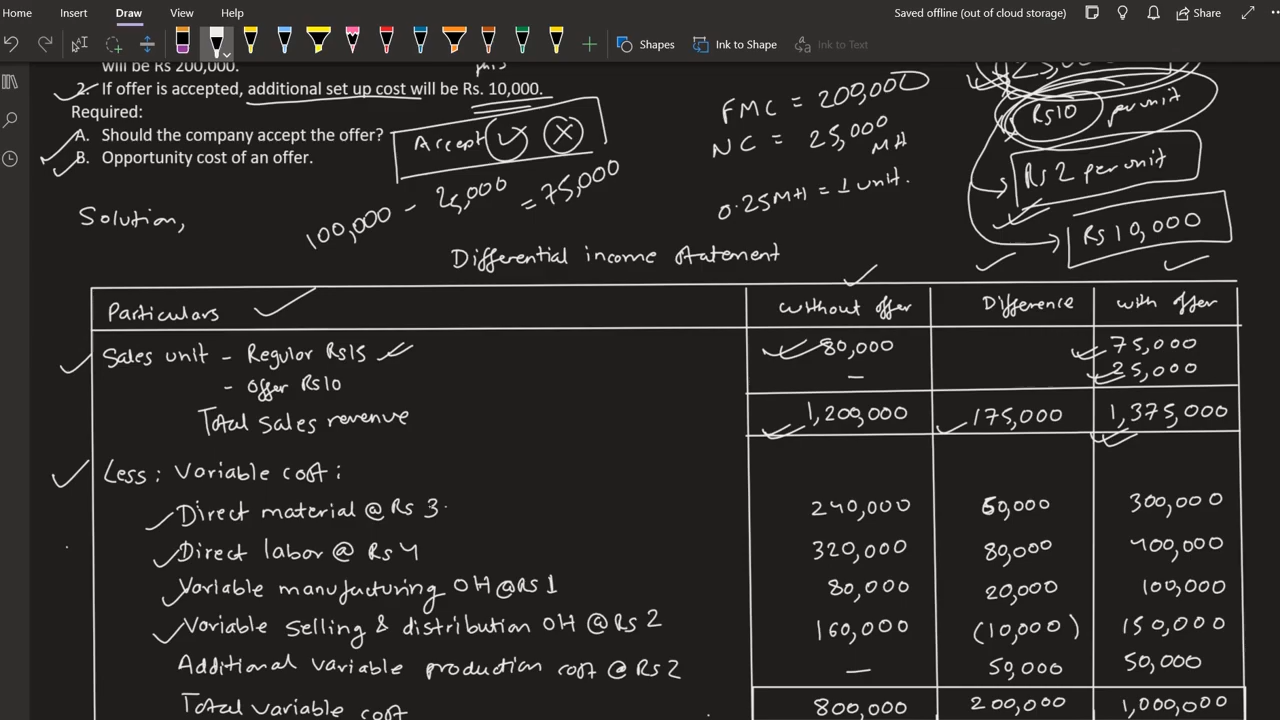 Home Insert Draw View Help Saved offline (out of cloud storage) Share
Shapes Ink to Shape Ink to Text
will be Rs 200,000.
2. If offer is accepted, additional set up cost will be Rs. 10,000.
Required:
A. Should the company accept the offer?
B. Opportunity cost of an offer.
Accept
100,000 - 25,000 = 75,000
FMC = 200,000
NC = 25,000 MH
0.25MH = 1 unit.
Rs10 per unit
Rs 2 per unit
Rs 10,000
Solution,
Differential income statement
Particulars without offer Difference with offer
Sales unit - Regular Rs15 80,000 75,000
- Offer Rs10 — 25,000
Total sales revenue 1,200,000 175,000 1,375,000
Less: Variable cost:
Direct material @ Rs 3 240,000 60,000 300,000
Direct labor @ Rs 4 320,000 80,000 400,000
Variable manufacturing OH @Rs 1 80,000 20,000 100,000
Variable selling & distribution OH @ Rs 2 160,000 (10,000) 150,000
Additional variable production cost @ Rs 2 — 50,000 50,000
Total variable cost 800,000 200,000 1,000,000